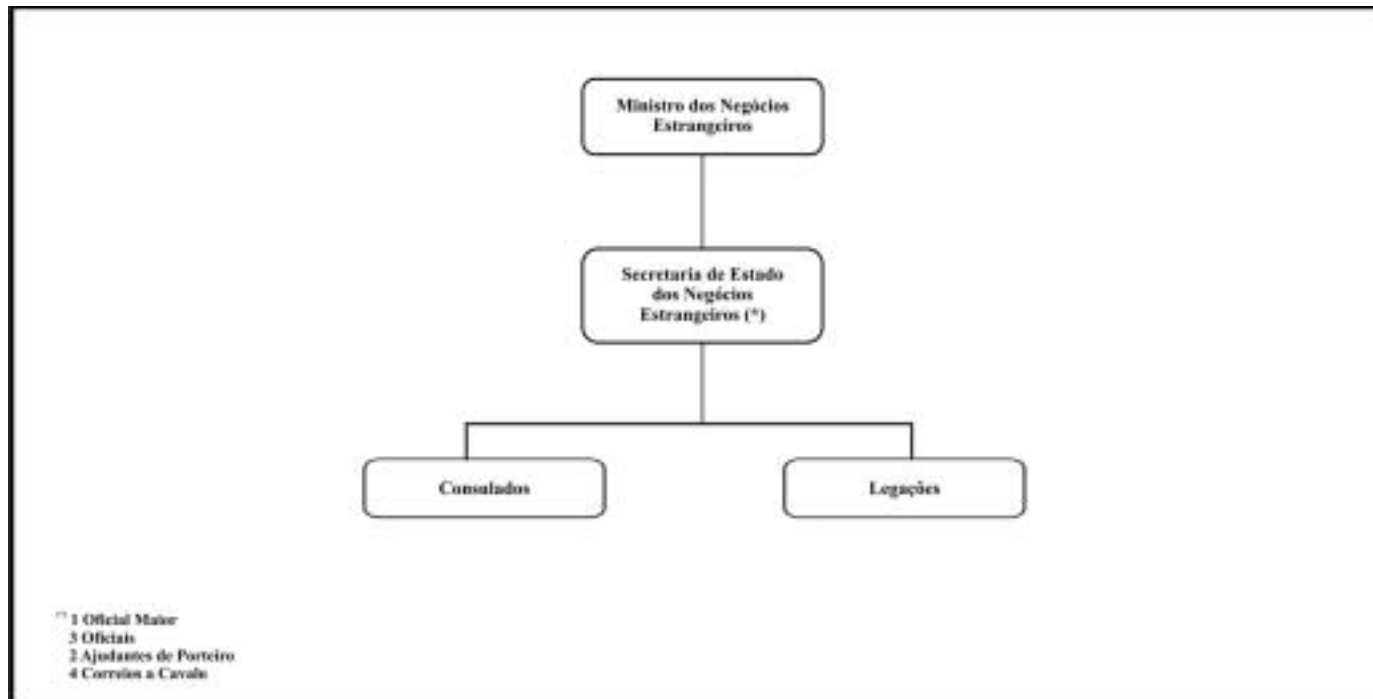 Ministro dos Negócios
Estrangeiros
Secretaria de Estado
dos Negócios
Estrangeiros (*)
Consulados
Legações
(*) 1 Oficial Maior
3 Oficiais
2 Ajudantes de Porteiro
4 Correios a Cavalo